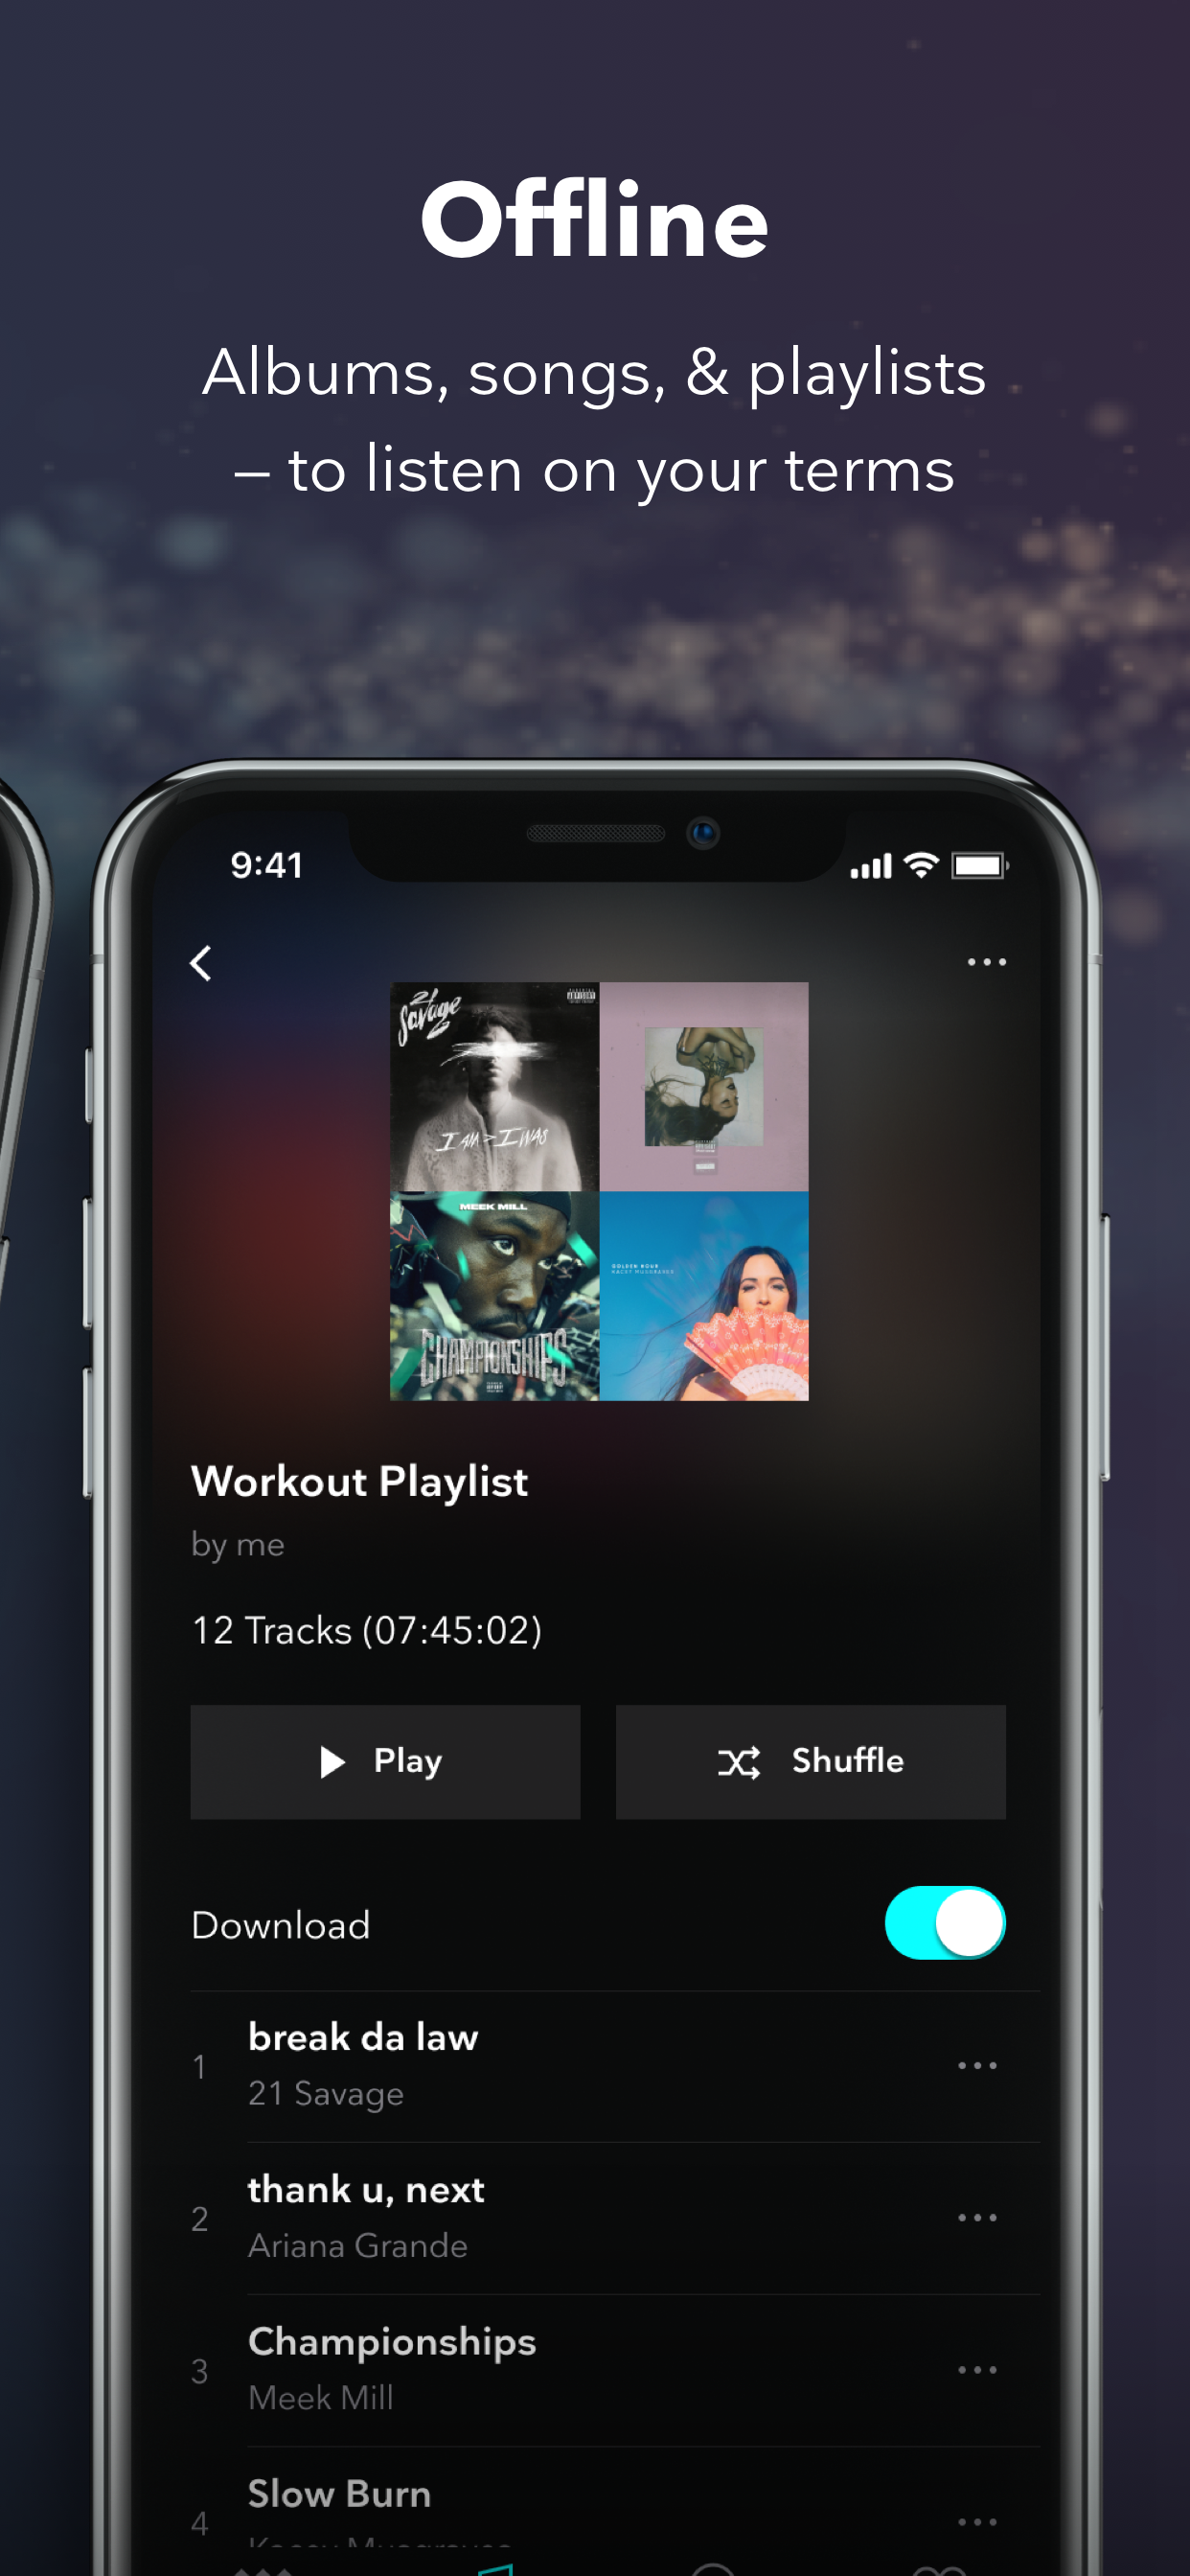 Offline
Albums, songs, & playlists
– to listen on your terms
9:41
21
Savage
I AM > I WAS
MEEK MILL
CHAMPIONSHIPS
GOLDEN HOUR
KACEY MUSGRAVES
Workout Playlist
by me
12 Tracks (07:45:02)
Play
Shuffle
Download
1
break da law
21 Savage
2
thank u, next
Ariana Grande
3
Championships
Meek Mill
4
Slow Burn
Kacey Musgraves